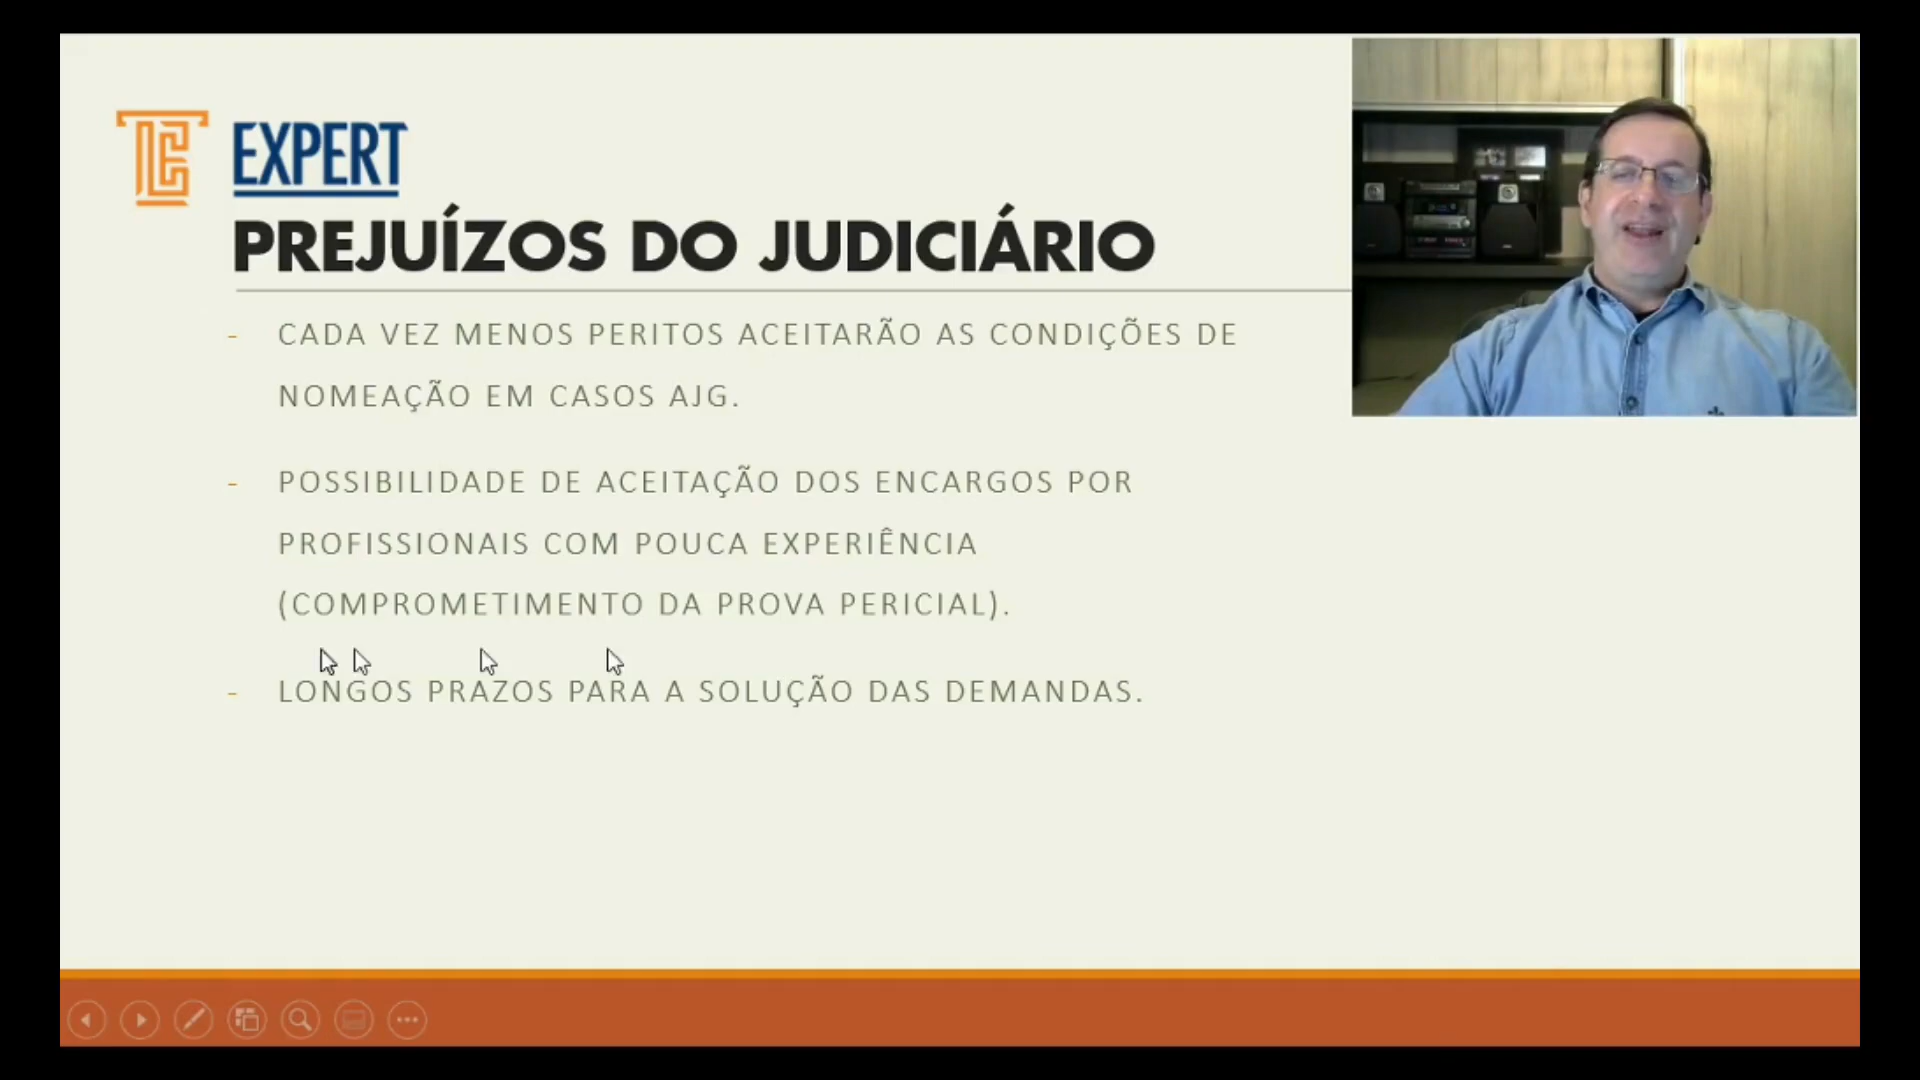 EXPERT
PREJUÍZOS DO JUDICIÁRIO
- CADA VEZ MENOS PERITOS ACEITARÃO AS CONDIÇÕES DE
NOMEAÇÃO EM CASOS AJG.
- POSSIBILIDADE DE ACEITAÇÃO DOS ENCARGOS POR
PROFISSIONAIS COM POUCA EXPERIÊNCIA
(COMPROMETIMENTO DA PROVA PERICIAL).
- LONGOS PRAZOS PARA A SOLUÇÃO DAS DEMANDAS.